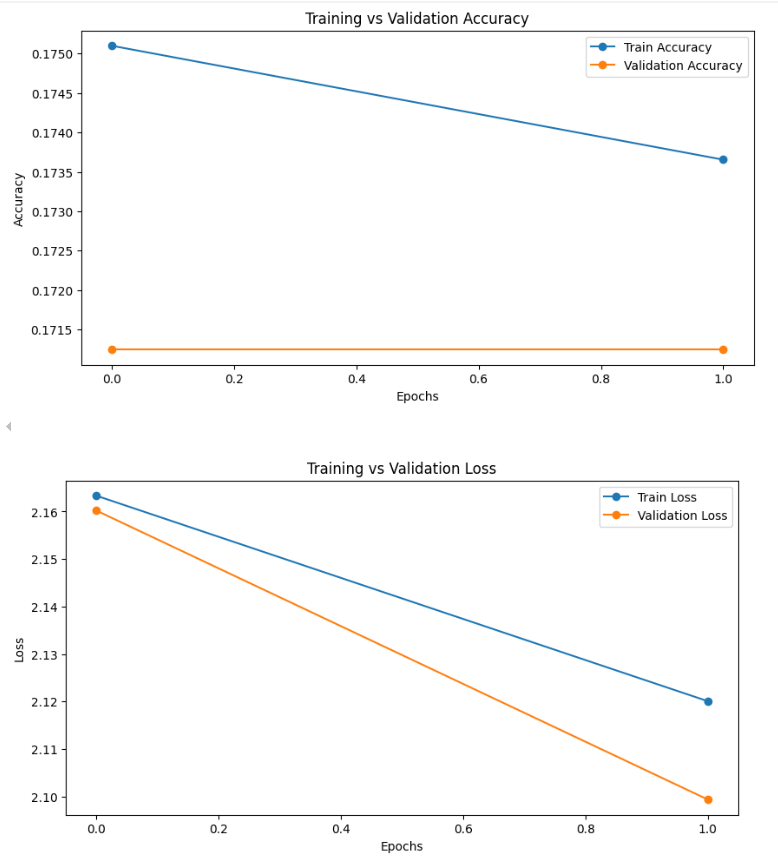 Training vs Validation Accuracy
Train Accuracy
Validation Accuracy
0.1750
0.1745
0.1740
0.1735
0.1730
0.1725
0.1720
0.1715
Accuracy
0.0 0.2 0.4 0.6 0.8 1.0
Epochs
Training vs Validation Loss
Train Loss
Validation Loss
2.16
2.15
2.14
2.13
2.12
2.11
2.10
Loss
0.0 0.2 0.4 0.6 0.8 1.0
Epochs